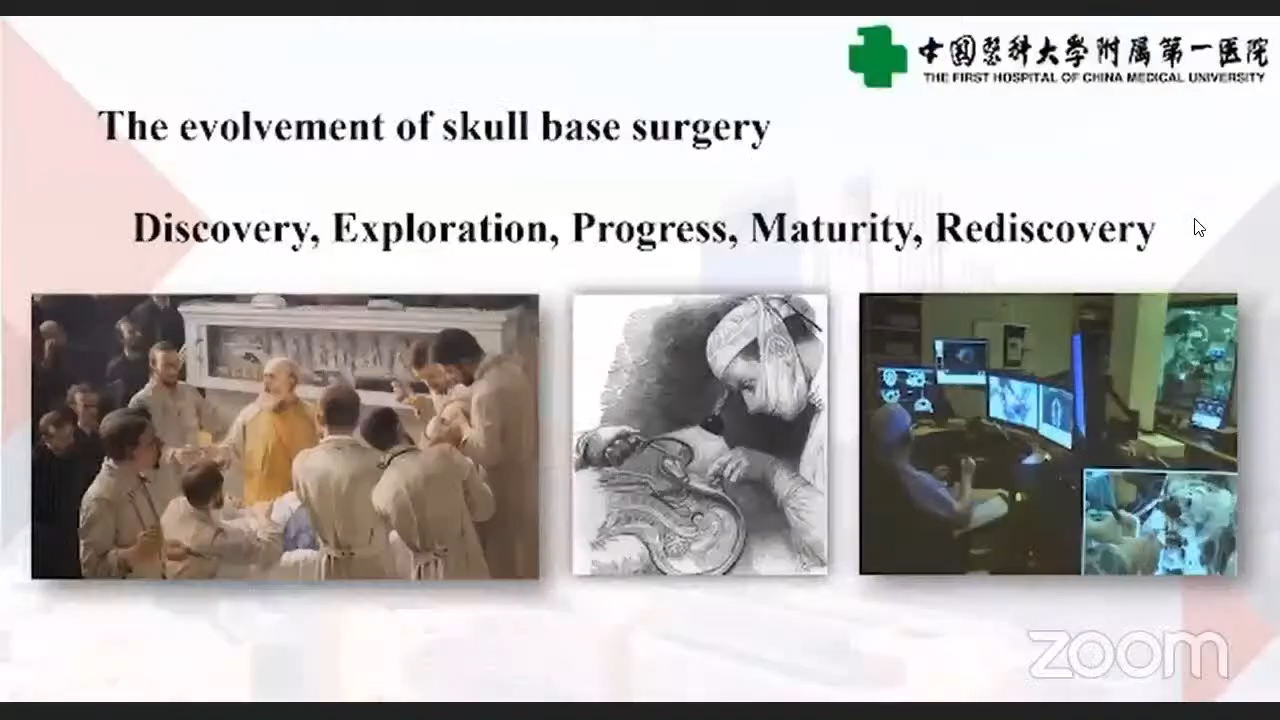 中国医科大学附属第一医院
THE FIRST HOSPITAL OF CHINA MEDICAL UNIVERSITY
The evolvement of skull base surgery
Discovery, Exploration, Progress, Maturity, Rediscovery
zoom